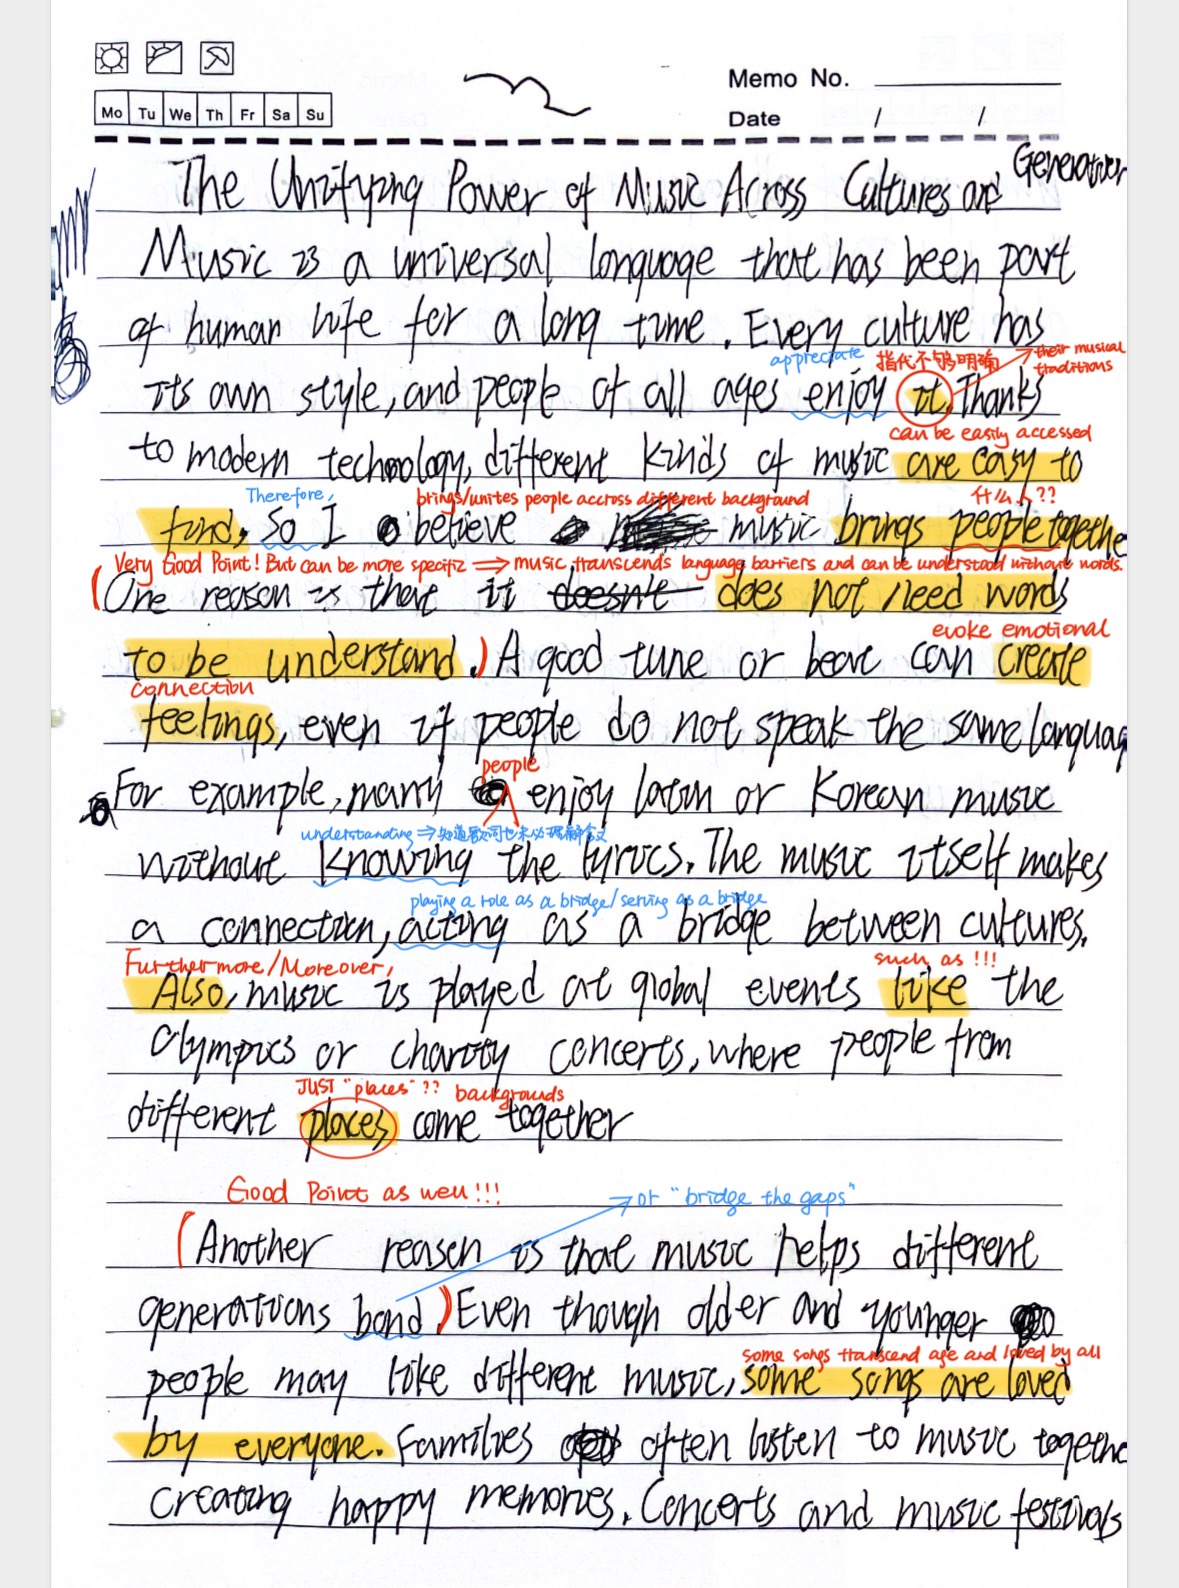 Memo No.
Mo Tu We Th Fr Sa Su
Date / /
The Unifying Power of Music Across Cultures and Generation
Music is a universal language that has been part
of human life for a long time. Every culture has
appreciate 指代不够明确 their musical traditions
its own style, and people of all ages enjoy it. Thanks
can be easily accessed
to modern technology, different kinds of music are easy to
Therefore, brings/unites people accross different background 什么人??
find, so I believe music brings people togethe
Very Good Point! But can be more specific ⇒ music transcends language barriers and can be understood without words.
(One reason is that it doesn't does not need words
evoke emotional
to be understand.) A good tune or beat can create
connection
feelings, even if people do not speak the same languag
people
For example, many enjoy latin or Korean music
understanding ⇒ 知道歌词也未必理解含义
without knowing the lyrics. The music itself makes
playing a role as a bridge/serving as a bridge
a connection, acting as a bridge between cultures.
Furthermore/Moreover, such as !!!
Also, music is played at global events like the
Olympics or charity concerts, where people from
JUST "places"?? backgrounds
different places come together
Good Point as well!!! or "bridge the gaps"
(Another reason is that music helps different
generations bond.) Even though older and younger
some songs transcend age and loved by all
people may like different music, some songs are loved
by everyone. Families often listen to music togethe
creating happy memories. Concerts and music festivals